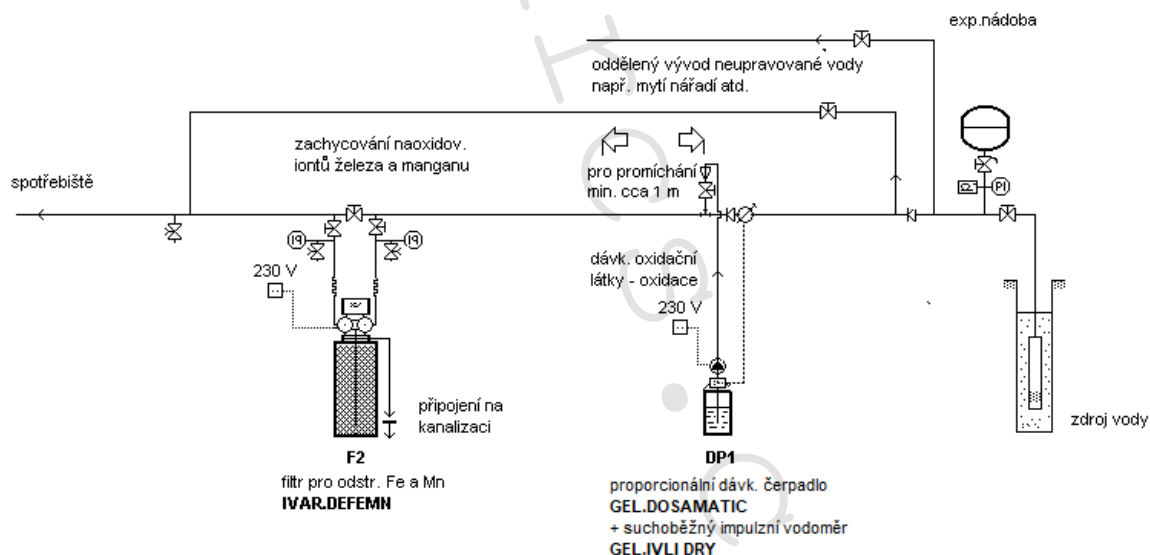 exp.nádoba
oddělený vývod neupravované vody
např. mytí nářadí atd.
zachycování naoxidov.
iontů železa a manganu
pro promíchání
min. cca 1 m
spotřebiště
PI
230 V
dávk. oxidační
látky - oxidace
230 V
připojení na
kanalizaci
zdroj vody
F2
filtr pro odstr. Fe a Mn
IVAR.DEFEMN
DP1
proporcionální dávk. čerpadlo
GEL.DOSAMATIC
+ suchoběžný impulzní vodoměr
GEL.IVLI DRY